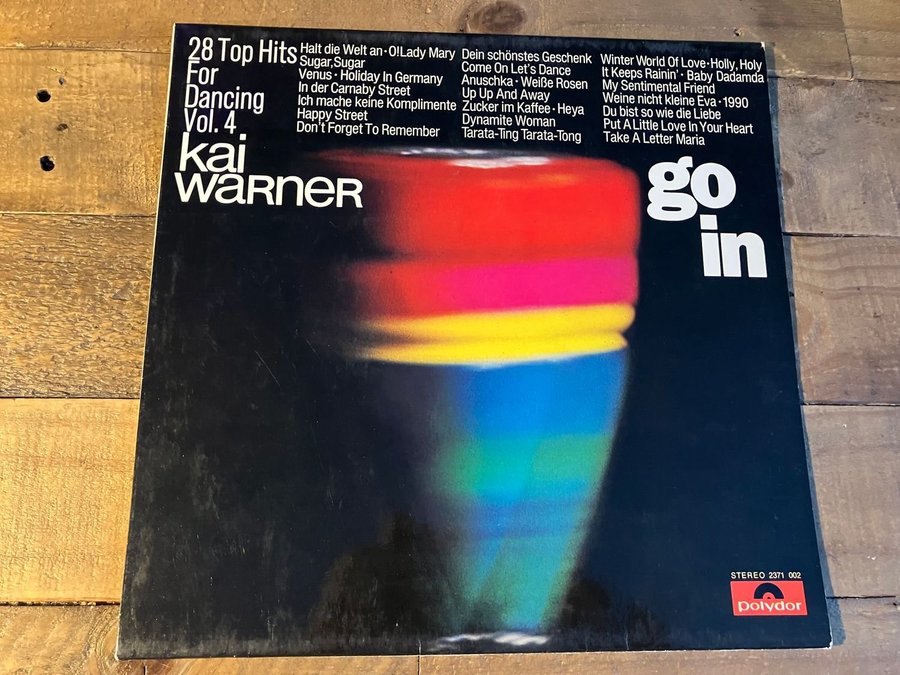 28 Top Hits
For
Dancing
Vol. 4
kai
warner
Halt die Welt an · O! Lady Mary
Sugar, Sugar
Venus · Holiday In Germany
In der Carnaby Street
Ich mache keine Komplimente
Happy Street
Don't Forget To Remember
Dein schönstes Geschenk
Come On Let's Dance
Anuschka · Weiße Rosen
Up Up And Away
Zucker im Kaffee · Heya
Dynamite Woman
Tarata-Ting Tarata-Tong
Winter World Of Love · Holly, Holy
It Keeps Rainin' · Baby Dadamda
My Sentimental Friend
Weine nicht kleine Eva · 1990
Du bist so wie die Liebe
Put A Little Love In Your Heart
Take A Letter Maria
go
in
STEREO 2371 002
polydor